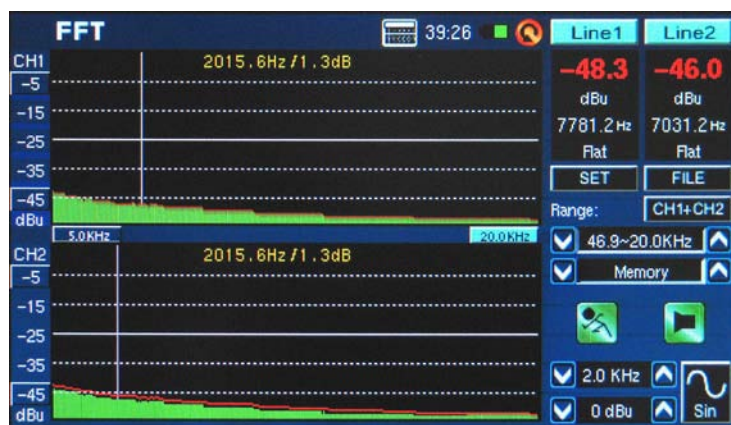 FFT
39:26
Line1
Line2
CH1
2015.6Hz/1.3dB
-5
-15
-25
-35
-45
dBu
5.0KHz
20.0KHz
CH2
2015.6Hz/1.3dB
-5
-15
-25
-35
-45
dBu
-48.3
-46.0
dBu
dBu
7781.2Hz
7031.2Hz
Flat
Flat
SET
FILE
Range:
CH1+CH2
46.9~20.0KHz
Memory
2.0 KHz
0 dBu
Sin